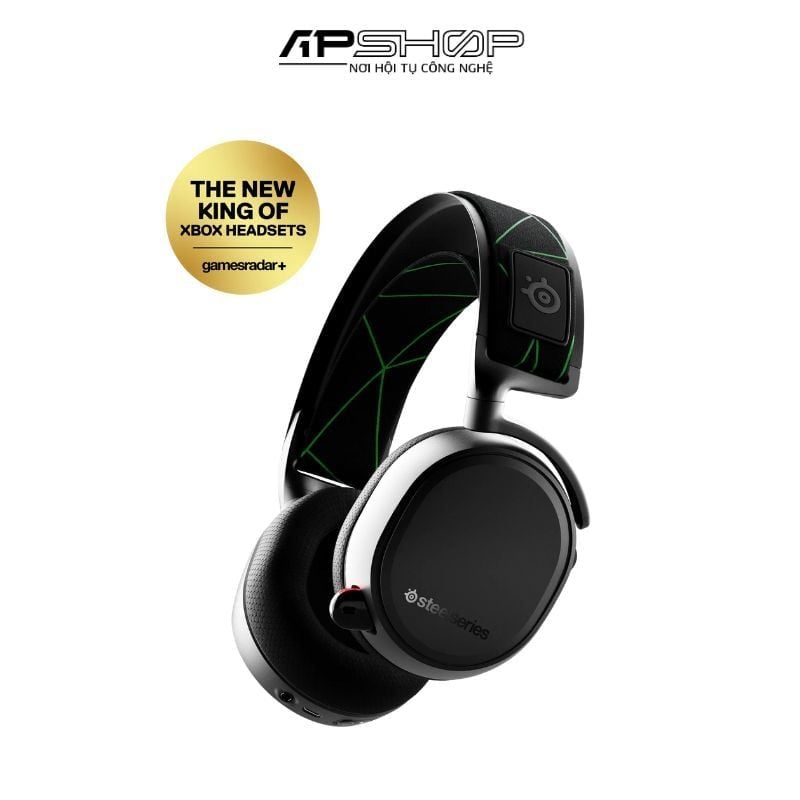 APSHOP
NƠI HỘI TỤ CÔNG NGHỆ
THE NEW
KING OF
XBOX HEADSETS
gamesradar+
steelseries